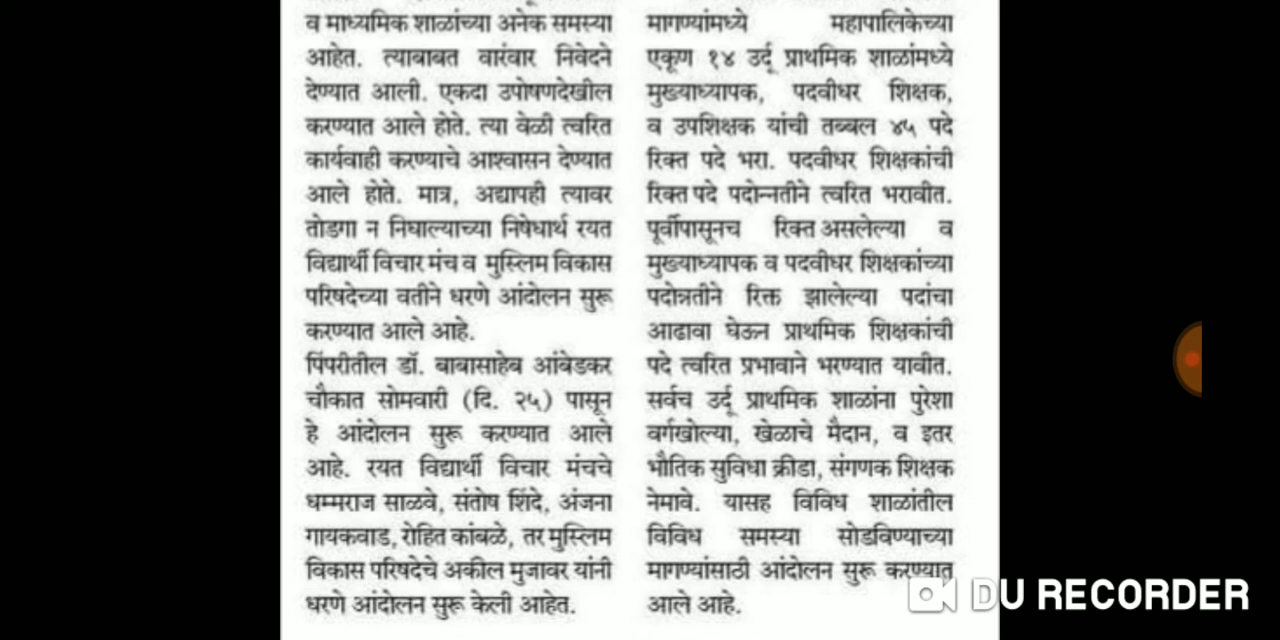 व माध्यमिक शाळांच्या अनेक समस्या
आहेत. त्याबाबत वारंवार निवेदने
देण्यात आली. एकदा उपोषणदेखील
करण्यात आले होते. त्या वेळी त्वरित
कार्यवाही करण्याचे आश्वासन देण्यात
आले होते. मात्र, अद्यापही त्यावर
तोडगा न निघाल्याच्या निषेधार्थ रयत
विद्यार्थी विचार मंच व मुस्लिम विकास
परिषदेच्या वतीने धरणे आंदोलन सुरू
करण्यात आले आहे.
पिंपरीतील डॉ. बाबासाहेब आंबेडकर
चौकात सोमवारी (दि. २५) पासून
हे आंदोलन सुरू करण्यात आले
आहे. रयत विद्यार्थी विचार मंचचे
धम्मराज साळवे, संतोष शिंदे, अंजना
गायकवाड, रोहित कांबळे, तर मुस्लिम
विकास परिषदेचे अकील मुजावर यांनी
धरणे आंदोलन सुरू केली आहेत.
मागण्यांमध्ये महापालिकेच्या
एकूण १४ उर्दू प्राथमिक शाळांमध्ये
मुख्याध्यापक, पदवीधर शिक्षक,
व उपशिक्षक यांची तब्बल ४५ पदे
रिक्त पदे भरा. पदवीधर शिक्षकांची
रिक्त पदे पदोन्नतीने त्वरित भरावीत.
पूर्वीपासूनच रिक्त असलेल्या व
मुख्याध्यापक व पदवीधर शिक्षकांच्या
पदोन्नतीने रिक्त झालेल्या पदांचा
आढावा घेऊन प्राथमिक शिक्षकांची
पदे त्वरित प्रभावाने भरण्यात यावीत.
सर्वच उर्दू प्राथमिक शाळांना पुरेशा
वर्गखोल्या, खेळाचे मैदान, व इतर
भौतिक सुविधा क्रीडा, संगणक शिक्षक
नेमावे. यासह विविध शाळांतील
विविध समस्या सोडविण्याच्या
मागण्यांसाठी आंदोलन सुरू करण्यात
आले आहे.
DU RECORDER